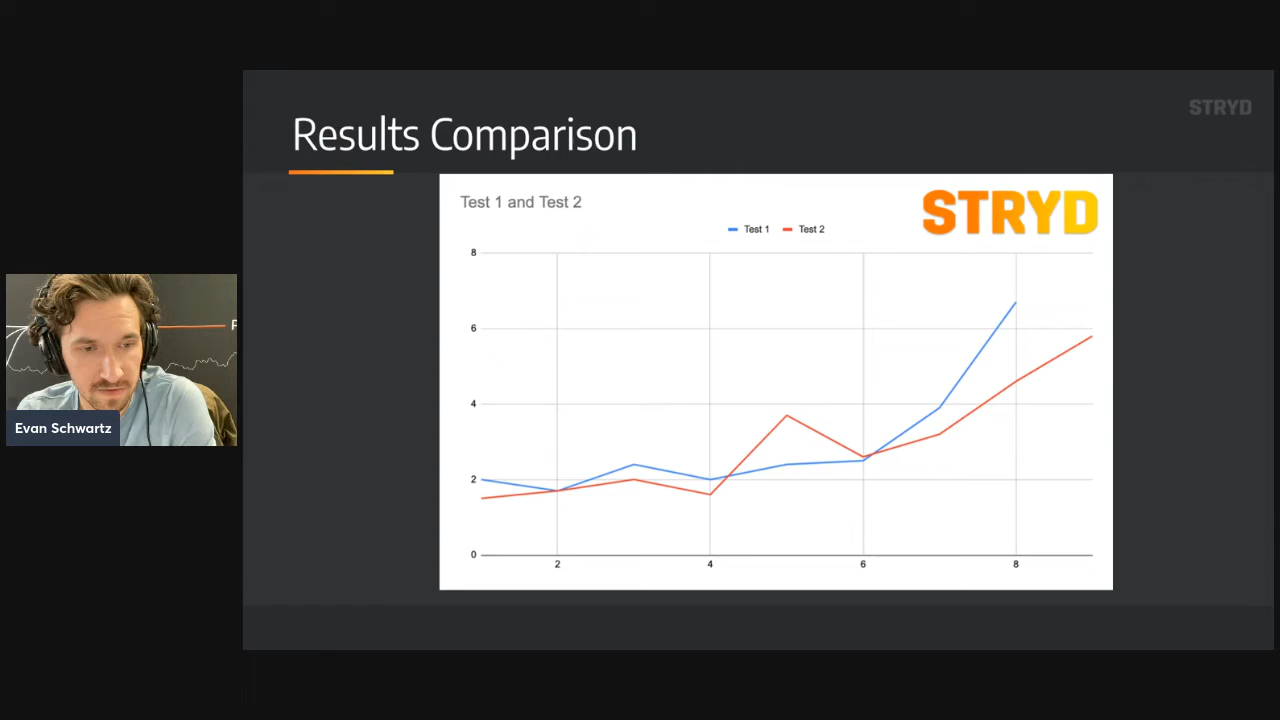 STRYD
Results Comparison
Test 1 and Test 2
STRYD
Test 1 Test 2
8
6
4
2
0
2 4 6 8
Evan Schwartz